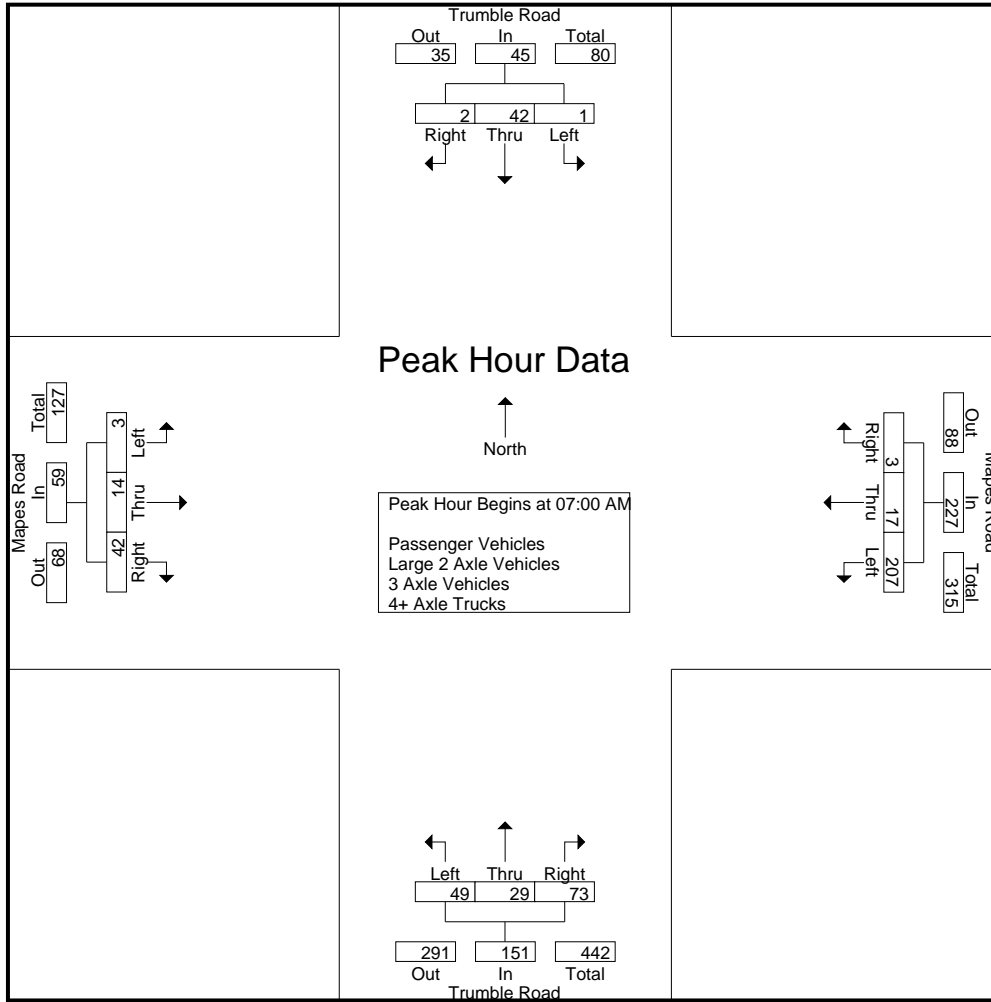 Trumble Road
Out In Total
35 45 80
2 42 1
Right Thru Left
Peak Hour Data
North
Peak Hour Begins at 07:00 AM
Passenger Vehicles
Large 2 Axle Vehicles
3 Axle Vehicles
4+ Axle Trucks
Mapes Road
Out In Total
68 59 127
42 14 3
Right Thru Left
Mapes Road
Out In Total
88 227 315
3 17 207
Right Thru Left
Left Thru Right
49 29 73
291 151 442
Out In Total
Trumble Road